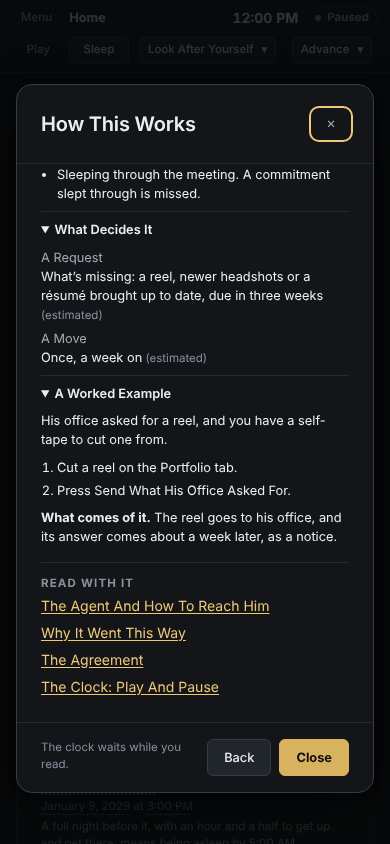 Menu Home 12:00 PM Paused
Play Sleep Look After Yourself ▾ Advance ▾
How This Works ×
• Sleeping through the meeting. A commitment
slept through is missed.
▼ What Decides It
A Request
What's missing: a reel, newer headshots or a
résumé brought up to date, due in three weeks
(estimated)
A Move
Once, a week on (estimated)
▼ A Worked Example
His office asked for a reel, and you have a self-
tape to cut one from.
1. Cut a reel on the Portfolio tab.
2. Press Send What His Office Asked For.
What comes of it. The reel goes to his office, and
its answer comes about a week later, as a notice.
READ WITH IT
The Agent And How To Reach Him
Why It Went This Way
The Agreement
The Clock: Play And Pause
The clock waits while you
read.
Back Close
January 9, 2029 at 3:00 PM
A full night before it, with an hour and a half to get up